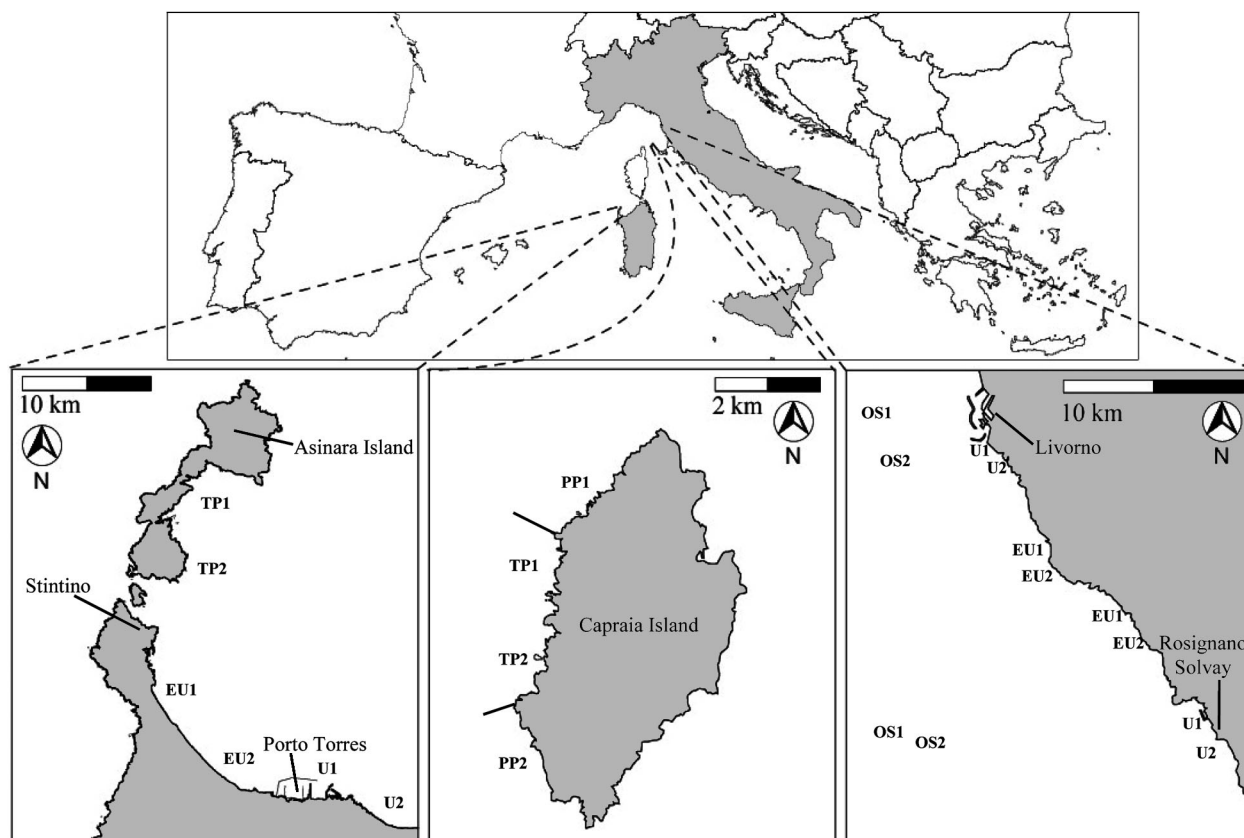 10 km
N
Asinara Island
TP1
TP2
Stintino
EU1
EU2
Porto Torres
U1
U2
2 km
N
PP1
TP1
Capraia Island
TP2
PP2
10 km
N
OS1
OS2
U1
Livorno
U2
EU1
EU2
EU1
EU2
Rosignano
Solvay
U1
U2
OS1
OS2